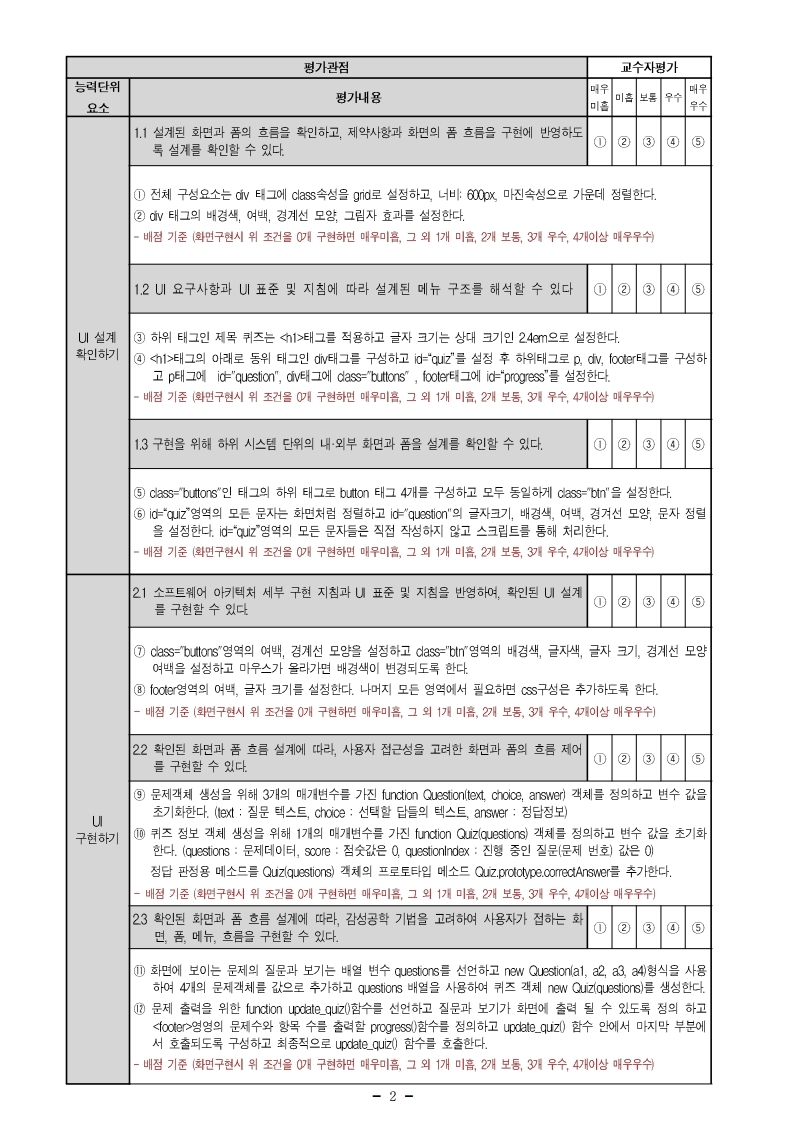 평가관점 교수자평가
능력단위 요소 평가내용 매우 미흡 미흡 보통 우수 매우 우수
1.1 설계된 화면과 폼의 흐름을 확인하고, 제약사항과 화면의 폼 흐름을 구현에 반영하도
록 설계를 확인할 수 있다. ① ② ③ ④ ⑤
① 전체 구성요소는 div 태그에 class속성을 grid로 설정하고, 너비: 600px, 마진속성으로 가운데 정렬한다.
② div 태그의 배경색, 여백, 경계선 모양, 그림자 효과를 설정한다.
- 배점 기준 (화면구현시 위 조건을 0개 구현하면 매우미흡, 그 외 1개 미흡, 2개 보통, 3개 우수, 4개이상 매우우수)
1.2 UI 요구사항과 UI 표준 및 지침에 따라 설계된 메뉴 구조를 해석할 수 있다 ① ② ③ ④ ⑤
UI 설계
확인하기
③ 하위 태그인 제목 퀴즈는 <h1>태그를 적용하고 글자 크기는 상대 크기인 2.4em으로 설정한다.
④ <h1>태그의 아래로 동위 태그인 div태그를 구성하고 id=“quiz”를 설정 후 하위태그로 p, div, footer태그를 구성하
고 p태그에 id="question", div태그에 class="buttons" , footer태그에 id=“progress”를 설정한다.
- 배점 기준 (화면구현시 위 조건을 0개 구현하면 매우미흡, 그 외 1개 미흡, 2개 보통, 3개 우수, 4개이상 매우우수)
1.3 구현을 위해 하위 시스템 단위의 내·외부 화면과 폼을 설계를 확인할 수 있다. ① ② ③ ④ ⑤
⑤ class="buttons"인 태그의 하위 태그로 button 태그 4개를 구성하고 모두 동일하게 class="btn"을 설정한다.
⑥ id=“quiz”영역의 모든 문자는 화면처럼 정렬하고 id="question"의 글자크기, 배경색, 여백, 경겨선 모양, 문자 정렬
을 설정한다. id=“quiz”영역의 모든 문자들은 직접 작성하지 않고 스크립트를 통해 처리한다.
- 배점 기준 (화면구현시 위 조건을 0개 구현하면 매우미흡, 그 외 1개 미흡, 2개 보통, 3개 우수, 4개이상 매우우수)
2.1 소프트웨어 아키텍처 세부 구현 지침과 UI 표준 및 지침을 반영하여, 확인된 UI 설계
를 구현할 수 있다. ① ② ③ ④ ⑤
⑦ class="buttons"영역의 여백, 경계선 모양을 설정하고 class="btn"영역의 배경색, 글자색, 글자 크기, 경계선 모양
여백을 설정하고 마우스가 올라가면 배경색이 변경되도록 한다.
⑧ footer영역의 여백, 글자 크기를 설정한다. 나머지 모든 영역에서 필요하면 css구성은 추가하도록 한다.
- 배점 기준 (화면구현시 위 조건을 0개 구현하면 매우미흡, 그 외 1개 미흡, 2개 보통, 3개 우수, 4개이상 매우우수)
2.2 확인된 화면과 폼 흐름 설계에 따라, 사용자 접근성을 고려한 화면과 폼의 흐름 제어
를 구현할 수 있다. ① ② ③ ④ ⑤
UI
구현하기
⑨ 문제객체 생성을 위해 3개의 매개변수를 가진 function Question(text, choice, answer) 객체를 정의하고 변수 값을
초기화한다. (text : 질문 텍스트, choice : 선택할 답들의 텍스트, answer : 정답정보)
⑩ 퀴즈 정보 객체 생성을 위해 1개의 매개변수를 가진 function Quiz(questions) 객체를 정의하고 변수 값을 초기화
한다. (questions : 문제데이터, score : 점숫값은 0, questionIndex : 진행 중인 질문(문제 번호) 값은 0)
정답 판정용 메소드를 Quiz(questions) 객체의 프로토타입 메소드 Quiz.prototype.correctAnswer를 추가한다.
- 배점 기준 (화면구현시 위 조건을 0개 구현하면 매우미흡, 그 외 1개 미흡, 2개 보통, 3개 우수, 4개이상 매우우수)
2.3 확인된 화면과 폼 흐름 설계에 따라, 감성공학 기법을 고려하여 사용자가 접하는 화
면, 폼, 메뉴, 흐름을 구현할 수 있다. ① ② ③ ④ ⑤
⑪ 화면에 보이는 문제의 질문과 보기는 배열 변수 questions를 선언하고 new Question(a1, a2, a3, a4)형식을 사용
하여 4개의 문제객체를 값으로 추가하고 questions 배열을 사용하여 퀴즈 객체 new Quiz(questions)를 생성한다.
⑫ 문제 출력을 위한 function update_quiz()함수를 선언하고 질문과 보기가 화면에 출력 될 수 있도록 정의 하고
<footer>영영의 문제수와 항목 수를 출력할 progress()함수를 정의하고 update_quiz() 함수 안에서 마지막 부분에
서 호출되도록 구성하고 최종적으로 update_quiz() 함수를 호출한다.
- 배점 기준 (화면구현시 위 조건을 0개 구현하면 매우미흡, 그 외 1개 미흡, 2개 보통, 3개 우수, 4개이상 매우우수)
- 2 -